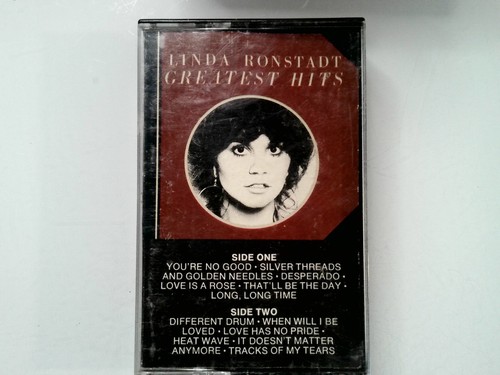 LINDA RONSTADT
GREATEST HITS
SIDE ONE
YOU'RE NO GOOD • SILVER THREADS
AND GOLDEN NEEDLES • DESPERADO •
LOVE IS A ROSE • THAT'LL BE THE DAY •
LONG, LONG TIME
SIDE TWO
DIFFERENT DRUM • WHEN WILL I BE
LOVED • LOVE HAS NO PRIDE •
HEAT WAVE • IT DOESN'T MATTER
ANYMORE • TRACKS OF MY TEARS